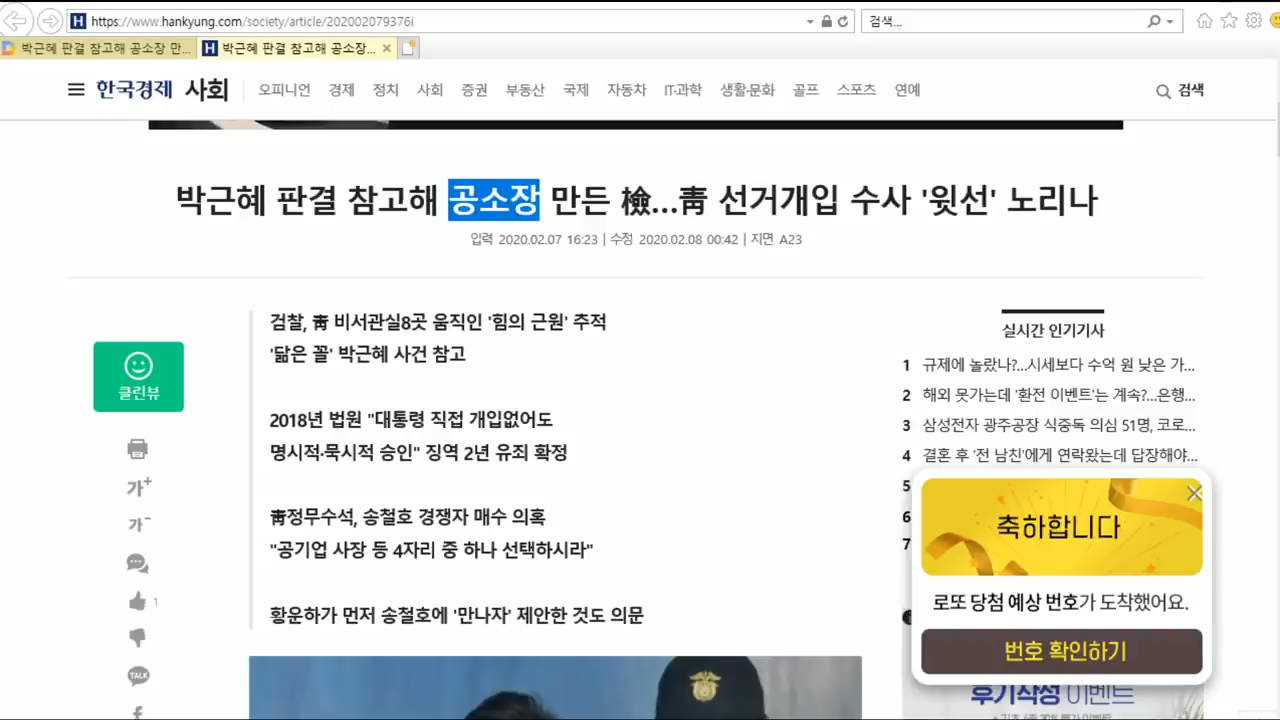 https://www.hankyung.com/society/article/202002079376i
검색...
박근혜 판결 참고해 공소장 만...
박근혜 판결 참고해 공소장...
한국경제 사회 오피니언 경제 정치 사회 증권 부동산 국제 자동차 IT·과학 생활·문화 골프 스포츠 연예 검색
박근혜 판결 참고해 공소장 만든 檢...靑 선거개입 수사 '윗선' 노리나
입력 2020.02.07 16:23 | 수정 2020.02.08 00:42 | 지면 A23
검찰, 靑 비서관실8곳 움직인 '힘의 근원' 추적
'닮은 꼴' 박근혜 사건 참고
2018년 법원 "대통령 직접 개입없어도
명시적·묵시적 승인" 징역 2년 유죄 확정
靑정무수석, 송철호 경쟁자 매수 의혹
"공기업 사장 등 4자리 중 하나 선택하시라"
황운하가 먼저 송철호에 '만나자' 제안한 것도 의문
클린뷰
가+
가-
1
TALK
실시간 인기기사
1 규제에 놀랐나?...시세보다 수억 원 낮은 가...
2 해외 못가는데 '환전 이벤트'는 계속?...은행...
3 삼성전자 광주공장 식중독 의심 51명, 코로...
4 결혼 후 '전 남친'에게 연락왔는데 답장해야...
5
6
7
축하합니다
로또 당첨 예상 번호가 도착했어요.
번호 확인하기
후기작성 이벤트